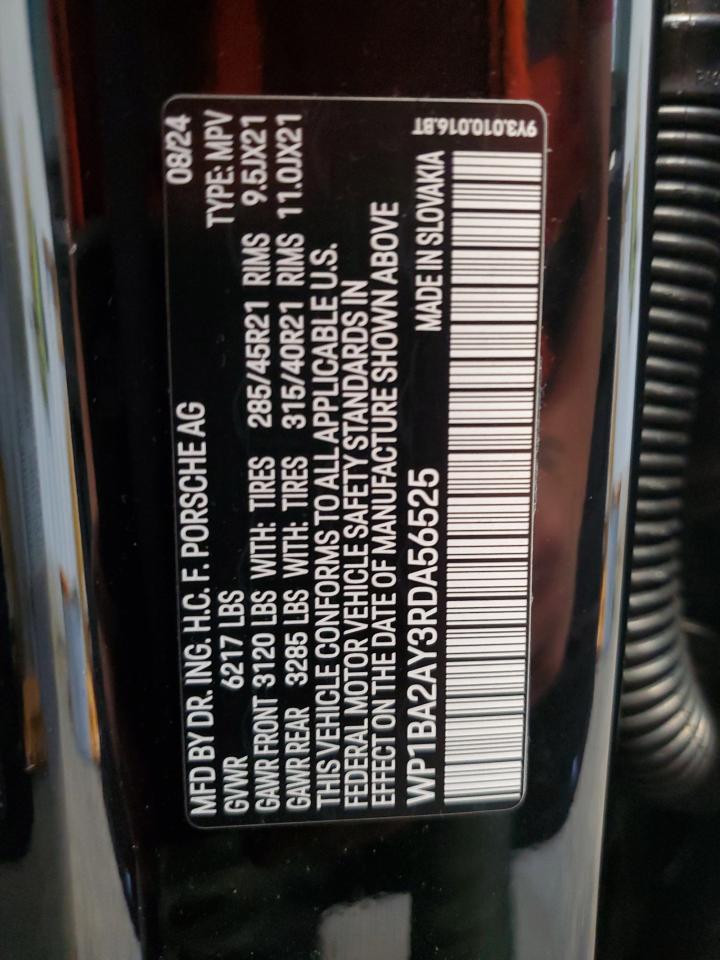 MFD BY DR. ING. H.C. F. PORSCHE AG 08/24
GVWR 6217 LBS TYPE: MPV
GAWR FRONT 3120 LBS WITH: TIRES 285/45R21 RIMS 9.5JX21
GAWR REAR 3285 LBS WITH: TIRES 315/40R21 RIMS 11.0JX21
THIS VEHICLE CONFORMS TO ALL APPLICABLE U.S.
FEDERAL MOTOR VEHICLE SAFETY STANDARDS IN
EFFECT ON THE DATE OF MANUFACTURE SHOWN ABOVE
WP1BA2AY3RDA56525 MADE IN SLOVAKIA
9Y3.010.016.BT